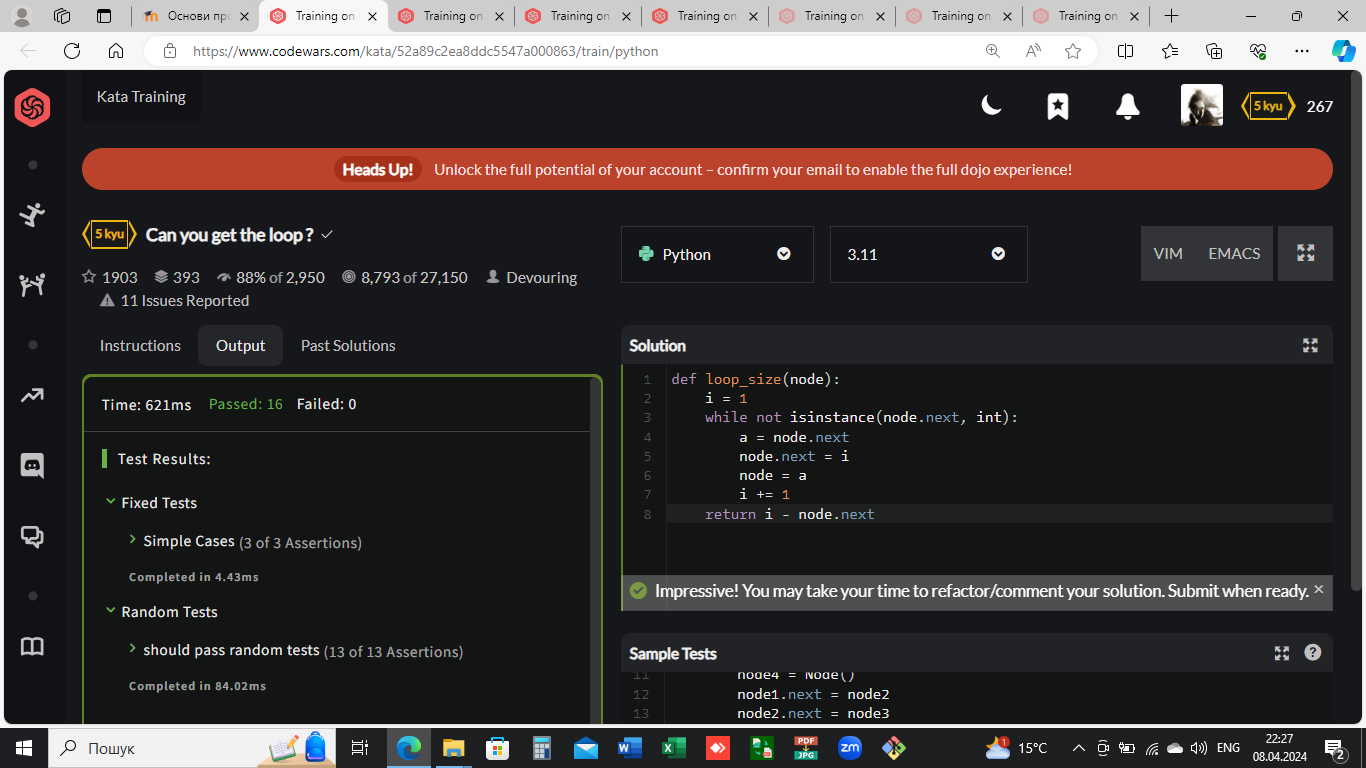 Основи про
Training on
Training on
Training on
Training on
Training on
Training on
Training on
https://www.codewars.com/kata/52a89c2ea8ddc5547a000863/train/python
Kata Training
5 kyu
267
Heads Up! Unlock the full potential of your account – confirm your email to enable the full dojo experience!
5 kyu Can you get the loop ?
1903 393 88% of 2,950 8,793 of 27,150 Devouring
11 Issues Reported
Python
3.11
VIM EMACS
Instructions Output Past Solutions
Time: 621ms Passed: 16 Failed: 0
Test Results:
Fixed Tests
Simple Cases (3 of 3 Assertions)
Completed in 4.43ms
Random Tests
should pass random tests (13 of 13 Assertions)
Completed in 84.02ms
Solution
1 def loop_size(node):
2     i = 1
3     while not isinstance(node.next, int):
4         a = node.next
5         node.next = i
6         node = a
7         i += 1
8     return i - node.next
Impressive! You may take your time to refactor/comment your solution. Submit when ready.
Sample Tests
11 node4 = Node()
12 node1.next = node2
13 node2.next = node3
Пошук
PDF
JPG
zm
1
15°C
ENG
22:27
08.04.2024
2